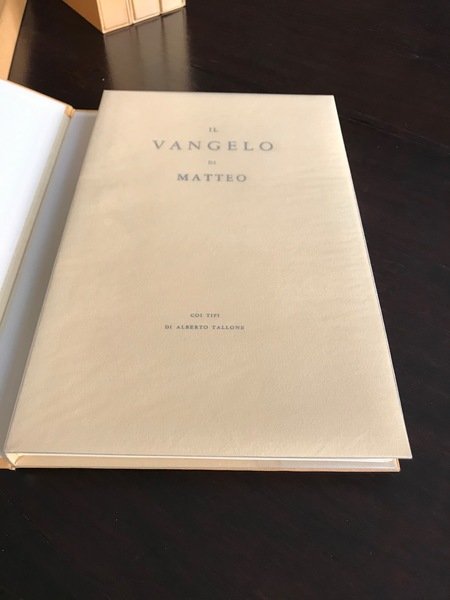 IL
VANGELO
DI
MATTEO
COI TIPI
DI ALBERTO TALLONE